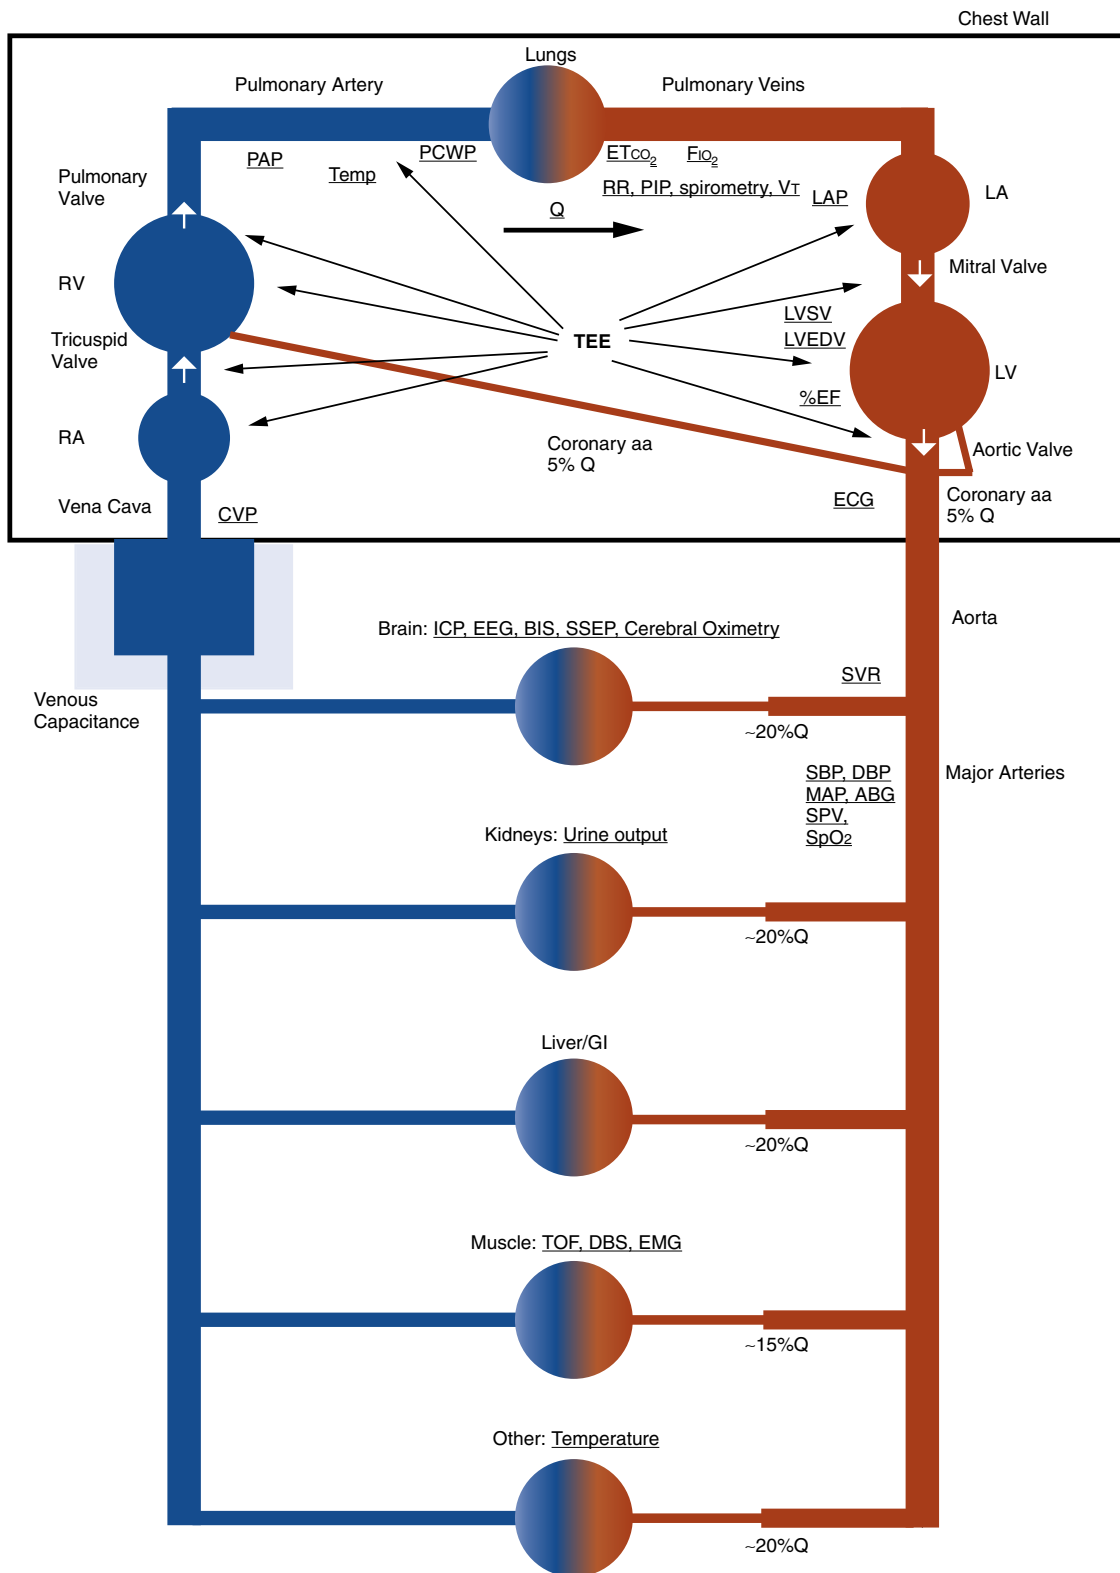 Chest Wall
Lungs
Pulmonary Artery
Pulmonary Veins
PAP
Temp
PCWP
ETCO2
FIO2
RR, PIP, spirometry, VT
LAP
LA
Pulmonary
Valve
Q
Mitral Valve
RV
LVSV
LVEDV
Tricuspid
Valve
TEE
LV
%EF
RA
Coronary aa
5% Q
Aortic Valve
Vena Cava
CVP
ECG
Coronary aa
5% Q
Aorta
Brain: ICP, EEG, BIS, SSEP, Cerebral Oximetry
SVR
Venous
Capacitance
~20%Q
SBP, DBP
MAP, ABG
SPV,
SpO2
Major Arteries
Kidneys: Urine output
~20%Q
Liver/GI
~20%Q
Muscle: TOF, DBS, EMG
~15%Q
Other: Temperature
~20%Q